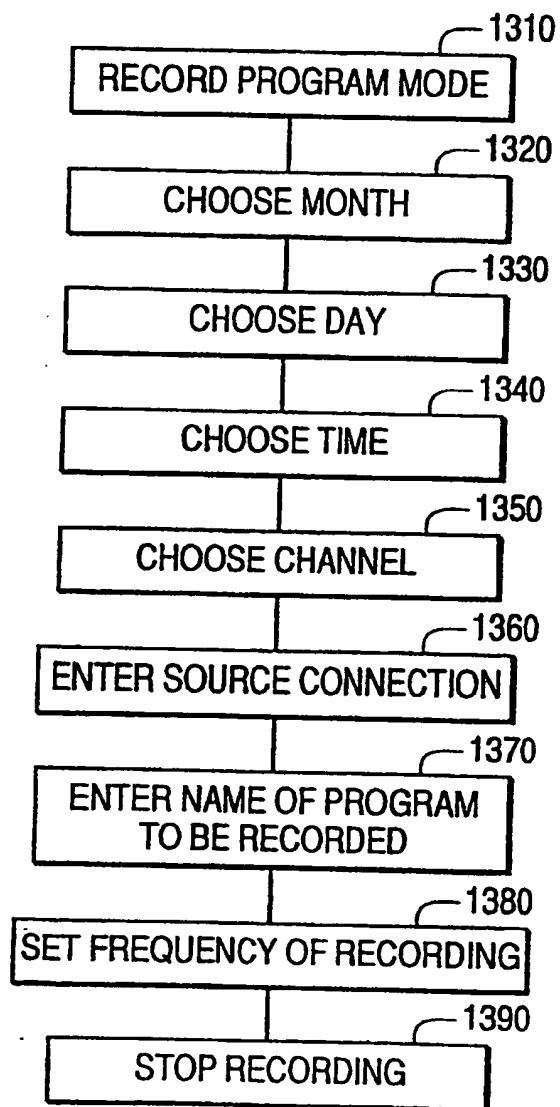 1310
RECORD PROGRAM MODE
1320
CHOOSE MONTH
1330
CHOOSE DAY
1340
CHOOSE TIME
1350
CHOOSE CHANNEL
1360
ENTER SOURCE CONNECTION
1370
ENTER NAME OF PROGRAM
TO BE RECORDED
1380
SET FREQUENCY OF RECORDING
1390
STOP RECORDING